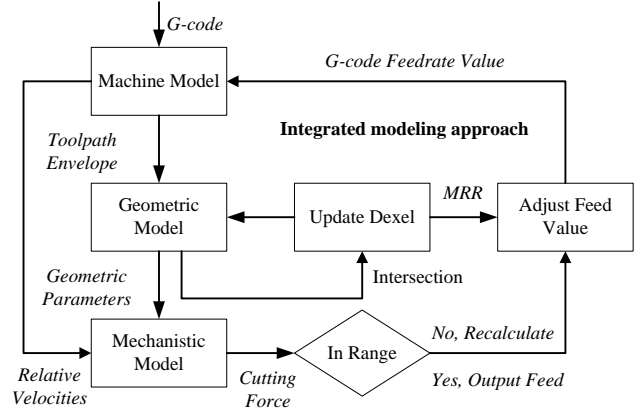 G-code
Machine Model
G-code Feedrate Value
Integrated modeling approach
Toolpath
Envelope
Geometric
Model
Update Dexel
MRR
Adjust Feed
Value
Intersection
Geometric
Parameters
Mechanistic
Model
In Range
No, Recalculate
Yes, Output Feed
Relative
Velocities
Cutting
Force